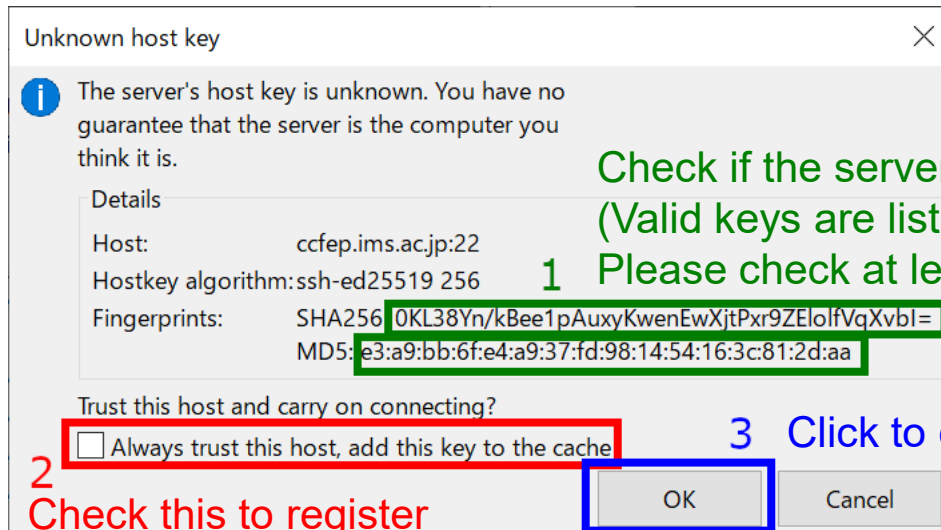 Unknown host key
The server's host key is unknown. You have no
guarantee that the server is the computer you
think it is.
Check if the server
(Valid keys are list
Please check at le
1
Details
Host: ccfep.ims.ac.jp:22
Hostkey algorithm: ssh-ed25519 256
Fingerprints: SHA256: 0KL38Yn/kBee1pAuxyKwenEwXjtPxr9ZElolfVqXvbI=
MD5: e3:a9:bb:6f:e4:a9:37:fd:98:14:54:16:3c:81:2d:aa
Trust this host and carry on connecting?
Always trust this host, add this key to the cache
2
Check this to register
3 Click to
OK Cancel